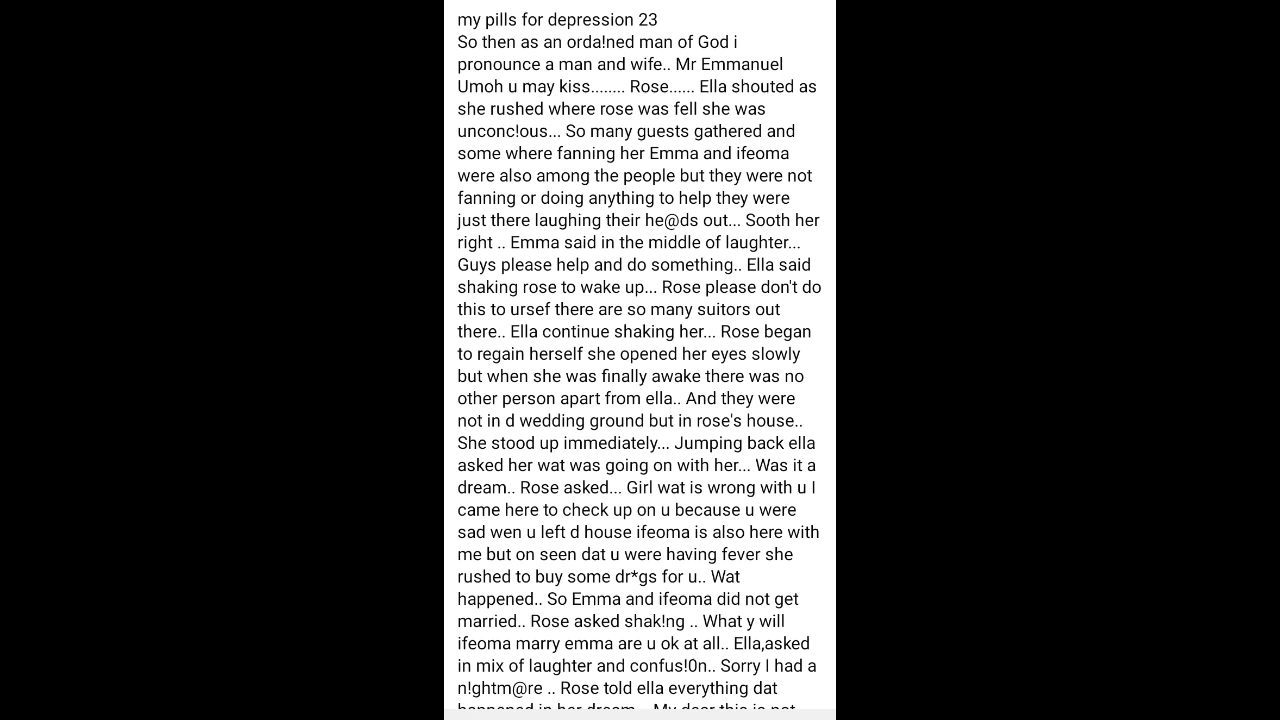 my pills for depression 23
So then as an orda!ned man of God i
pronounce a man and wife.. Mr Emmanuel
Umoh u may kiss........ Rose...... Ella shouted as
she rushed where rose was fell she was
unconc!ous... So many guests gathered and
some where fanning her Emma and ifeoma
were also among the people but they were not
fanning or doing anything to help they were
just there laughing their he@ds out... Sooth her
right .. Emma said in the middle of laughter...
Guys please help and do something.. Ella said
shaking rose to wake up... Rose please don't do
this to ursef there are so many suitors out
there.. Ella continue shaking her... Rose began
to regain herself she opened her eyes slowly
but when she was finally awake there was no
other person apart from ella.. And they were
not in d wedding ground but in rose's house..
She stood up immediately... Jumping back ella
asked her wat was going on with her... Was it a
dream.. Rose asked... Girl wat is wrong with u I
came here to check up on u because u were
sad wen u left d house ifeoma is also here with
me but on seen dat u were having fever she
rushed to buy some dr*gs for u.. Wat
happened.. So Emma and ifeoma did not get
married.. Rose asked shak!ng .. What y will
ifeoma marry emma are u ok at all.. Ella,asked
in mix of laughter and confus!0n.. Sorry I had a
n!ghtm@re .. Rose told ella everything dat
happened in her dream... My dear this is not